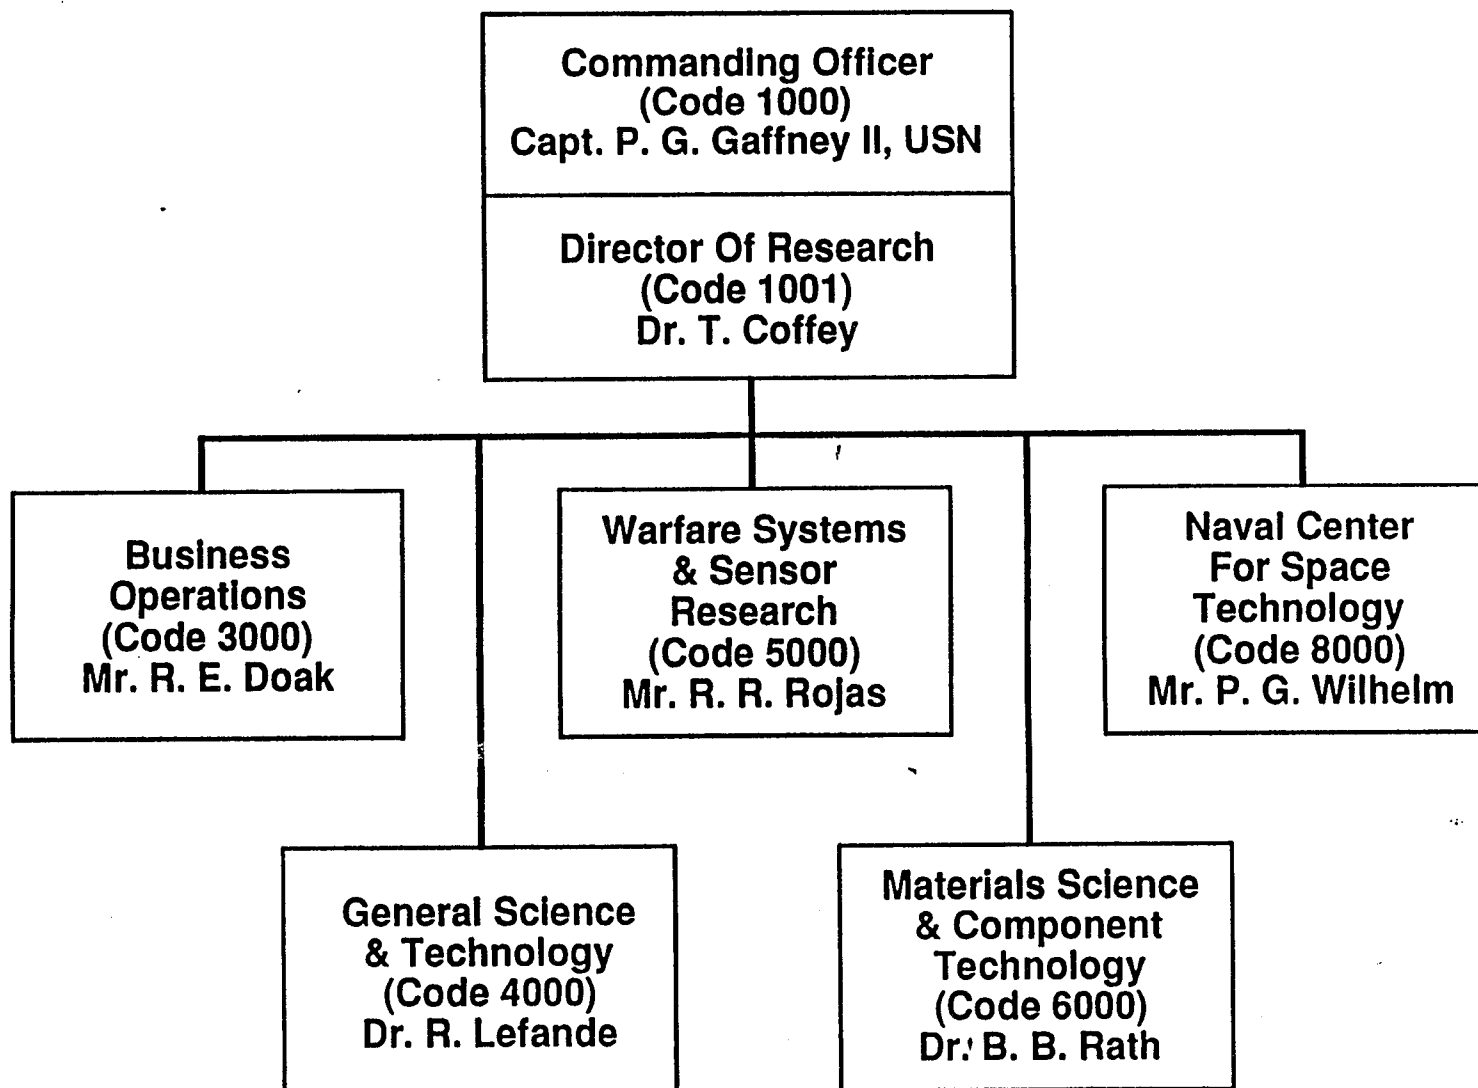 Commanding Officer
(Code 1000)
Capt. P. G. Gaffney II, USN
Director Of Research
(Code 1001)
Dr. T. Coffey
Business
Operations
(Code 3000)
Mr. R. E. Doak
Warfare Systems
& Sensor
Research
(Code 5000)
Mr. R. R. Rojas
Naval Center
For Space
Technology
(Code 8000)
Mr. P. G. Wilhelm
General Science
& Technology
(Code 4000)
Dr. R. Lefande
Materials Science
& Component
Technology
(Code 6000)
Dr. B. B. Rath